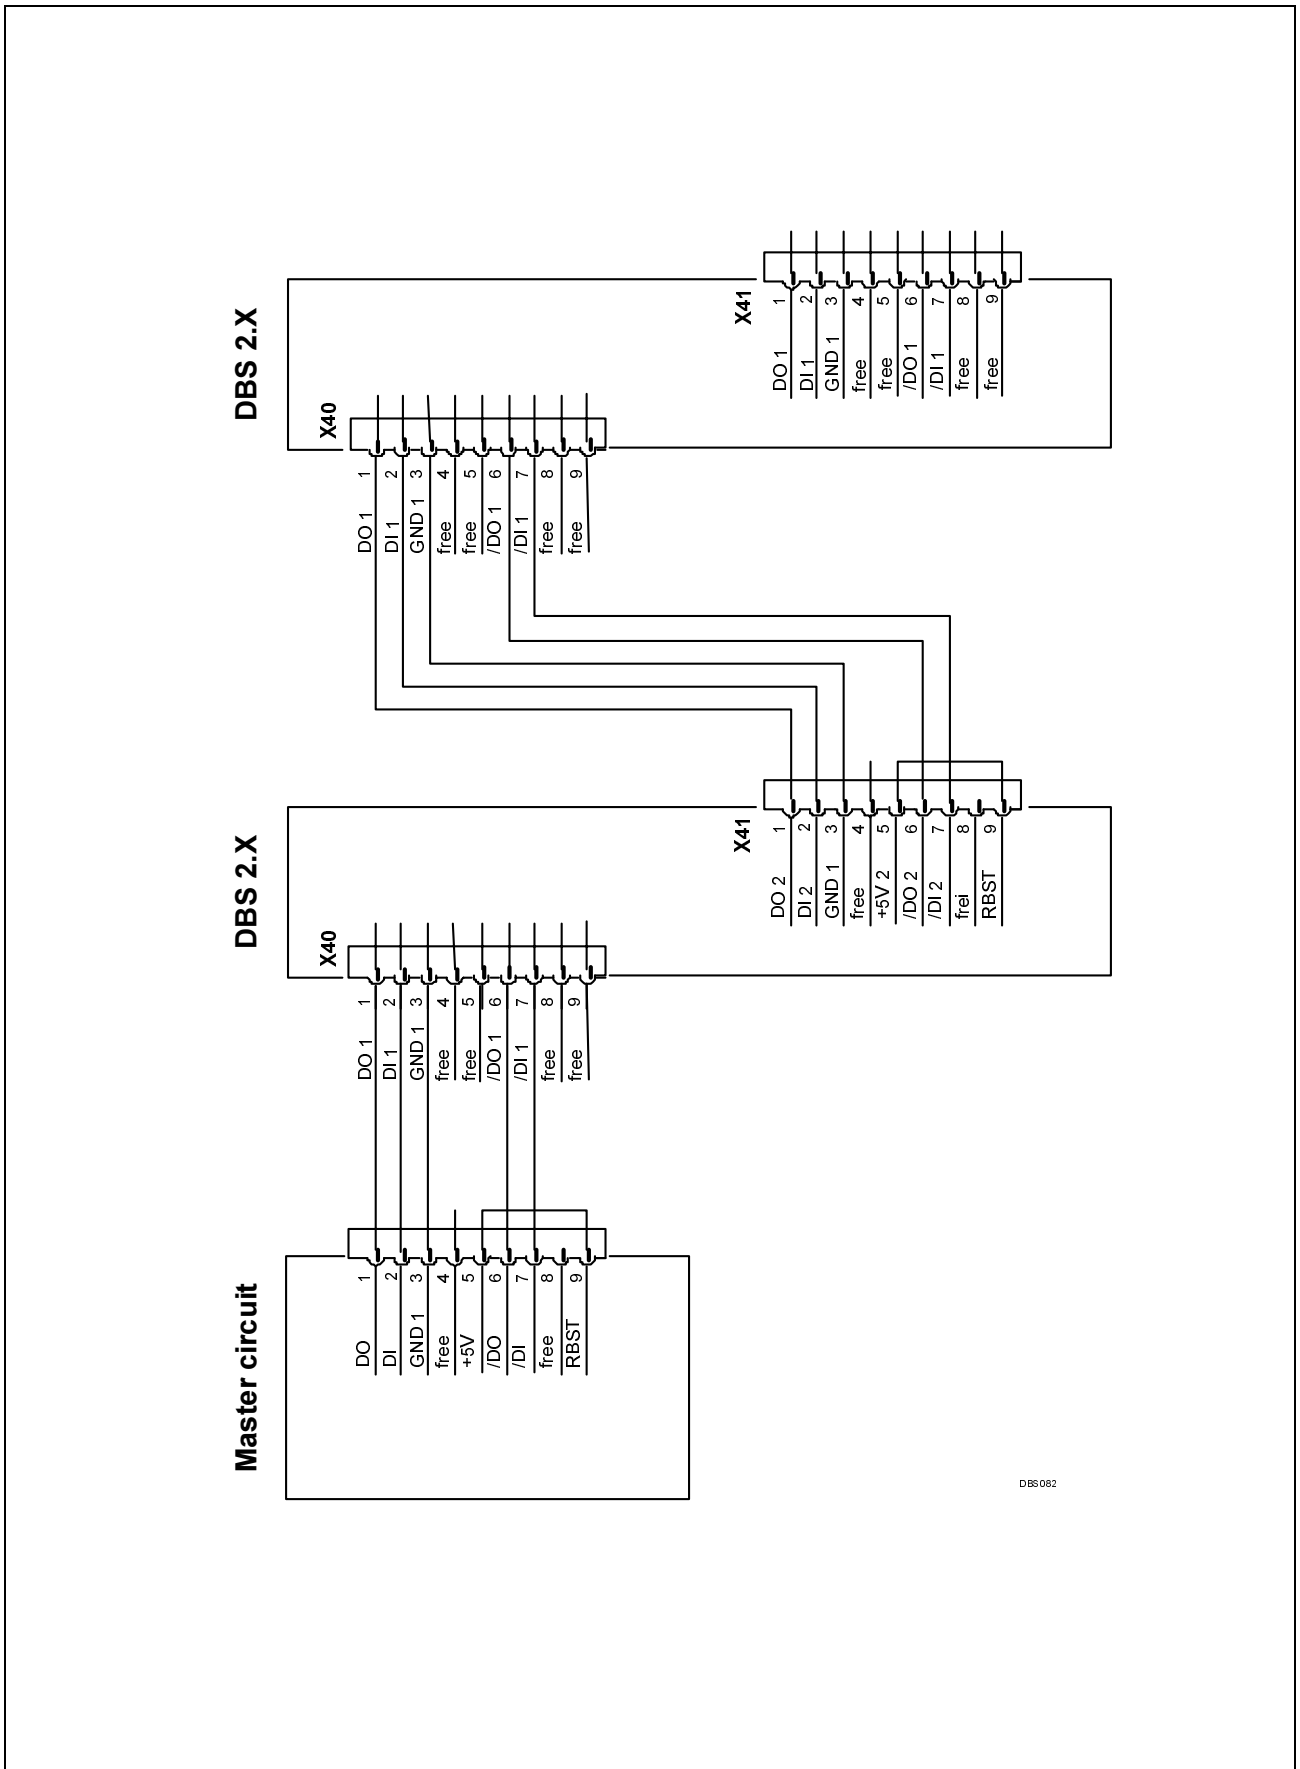 DBS 2.X
X40
1
2
3
4
5
6
7
8
9
DO 1
DI 1
GND 1
free
free
/DO 1
/DI 1
free
free
X41
1
2
3
4
5
6
7
8
9
DO 1
DI 1
GND 1
free
free
/DO 1
/DI 1
free
free
DBS 2.X
X40
1
2
3
4
5
6
7
8
9
DO 1
DI 1
GND 1
free
free
/DO 1
/DI 1
free
free
X41
1
2
3
4
5
6
7
8
9
DO 2
DI 2
GND 1
free
+5V 2
/DO 2
/DI 2
frei
RBST
Master circuit
1
2
3
4
5
6
7
8
9
DO
DI
GND 1
free
+5V
/DO
/DI
free
RBST
DBS082